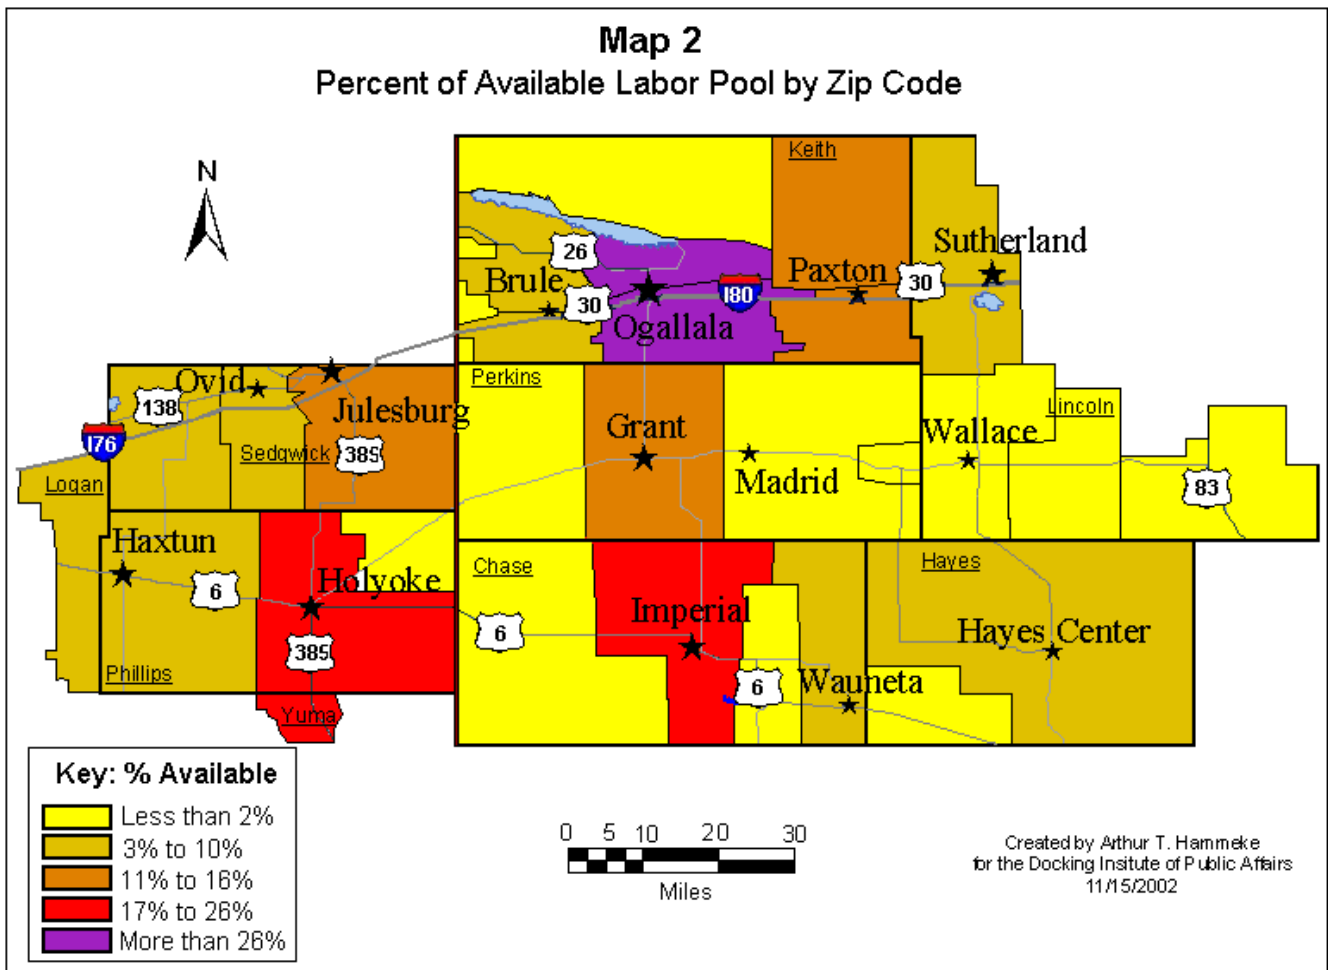 Map 2
Percent of Available Labor Pool by Zip Code
N
Keith
Sutherland
26
Brule
30
Ogallala
I80
Paxton
30
Perkins
Ovid
138
Julesburg
Sedgwick
385
I76
Logan
Grant
Madrid
Wallace
Lincoln
83
Haxtun
6
Holyoke
385
Phillips
Yuma
Chase
6
Imperial
6
Wauneta
Hayes
Hayes Center
Key: % Available
Less than 2%
3% to 10%
11% to 16%
17% to 26%
More than 26%
0 5 10 20 30
Miles
Created by Arthur T. Hammeke
for the Docking Insitute of Public Affairs
11/15/2002